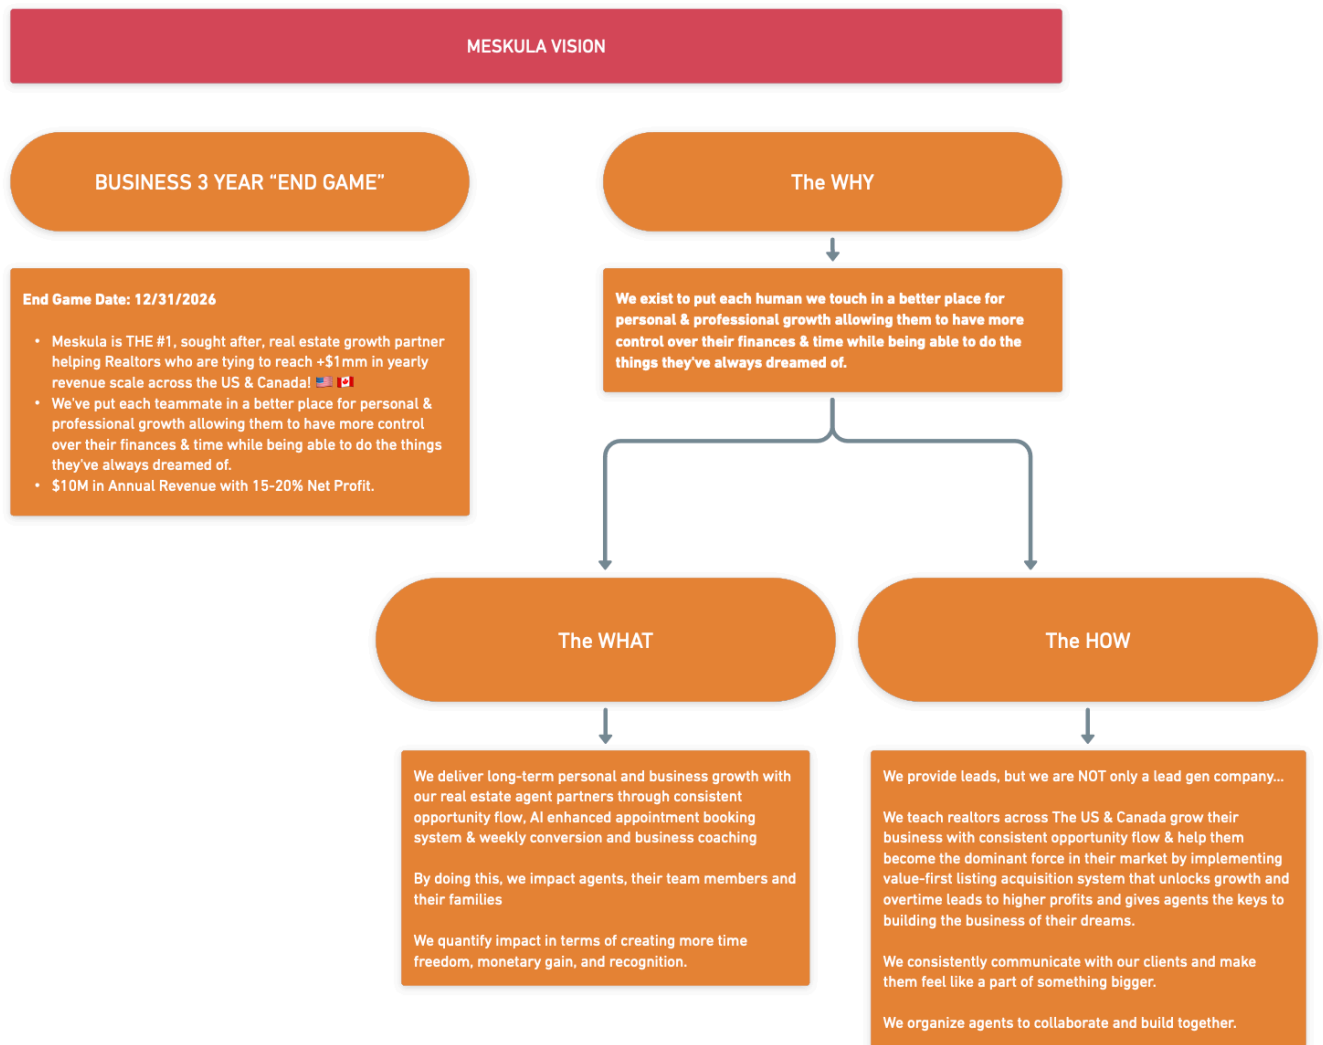 MESKULA VISION
BUSINESS 3 YEAR “END GAME”
The WHY
End Game Date: 12/31/2026
• Meskula is THE #1, sought after, real estate growth partner
helping Realtors who are tying to reach +$1mm in yearly
revenue scale across the US & Canada! 🇺🇸 🇨🇦
• We've put each teammate in a better place for personal &
professional growth allowing them to have more control
over their finances & time while being able to do the things
they've always dreamed of.
• $10M in Annual Revenue with 15-20% Net Profit.
We exist to put each human we touch in a better place for
personal & professional growth allowing them to have more
control over their finances & time while being able to do the
things they've always dreamed of.
The WHAT
The HOW
We deliver long-term personal and business growth with
our real estate agent partners through consistent
opportunity flow, AI enhanced appointment booking
system & weekly conversion and business coaching
By doing this, we impact agents, their team members and
their families
We quantify impact in terms of creating more time
freedom, monetary gain, and recognition.
We provide leads, but we are NOT only a lead gen company...
We teach realtors across The US & Canada grow their
business with consistent opportunity flow & help them
become the dominant force in their market by implementing
value-first listing acquisition system that unlocks growth and
overtime leads to higher profits and gives agents the keys to
building the business of their dreams.
We consistently communicate with our clients and make
them feel like a part of something bigger.
We organize agents to collaborate and build together.